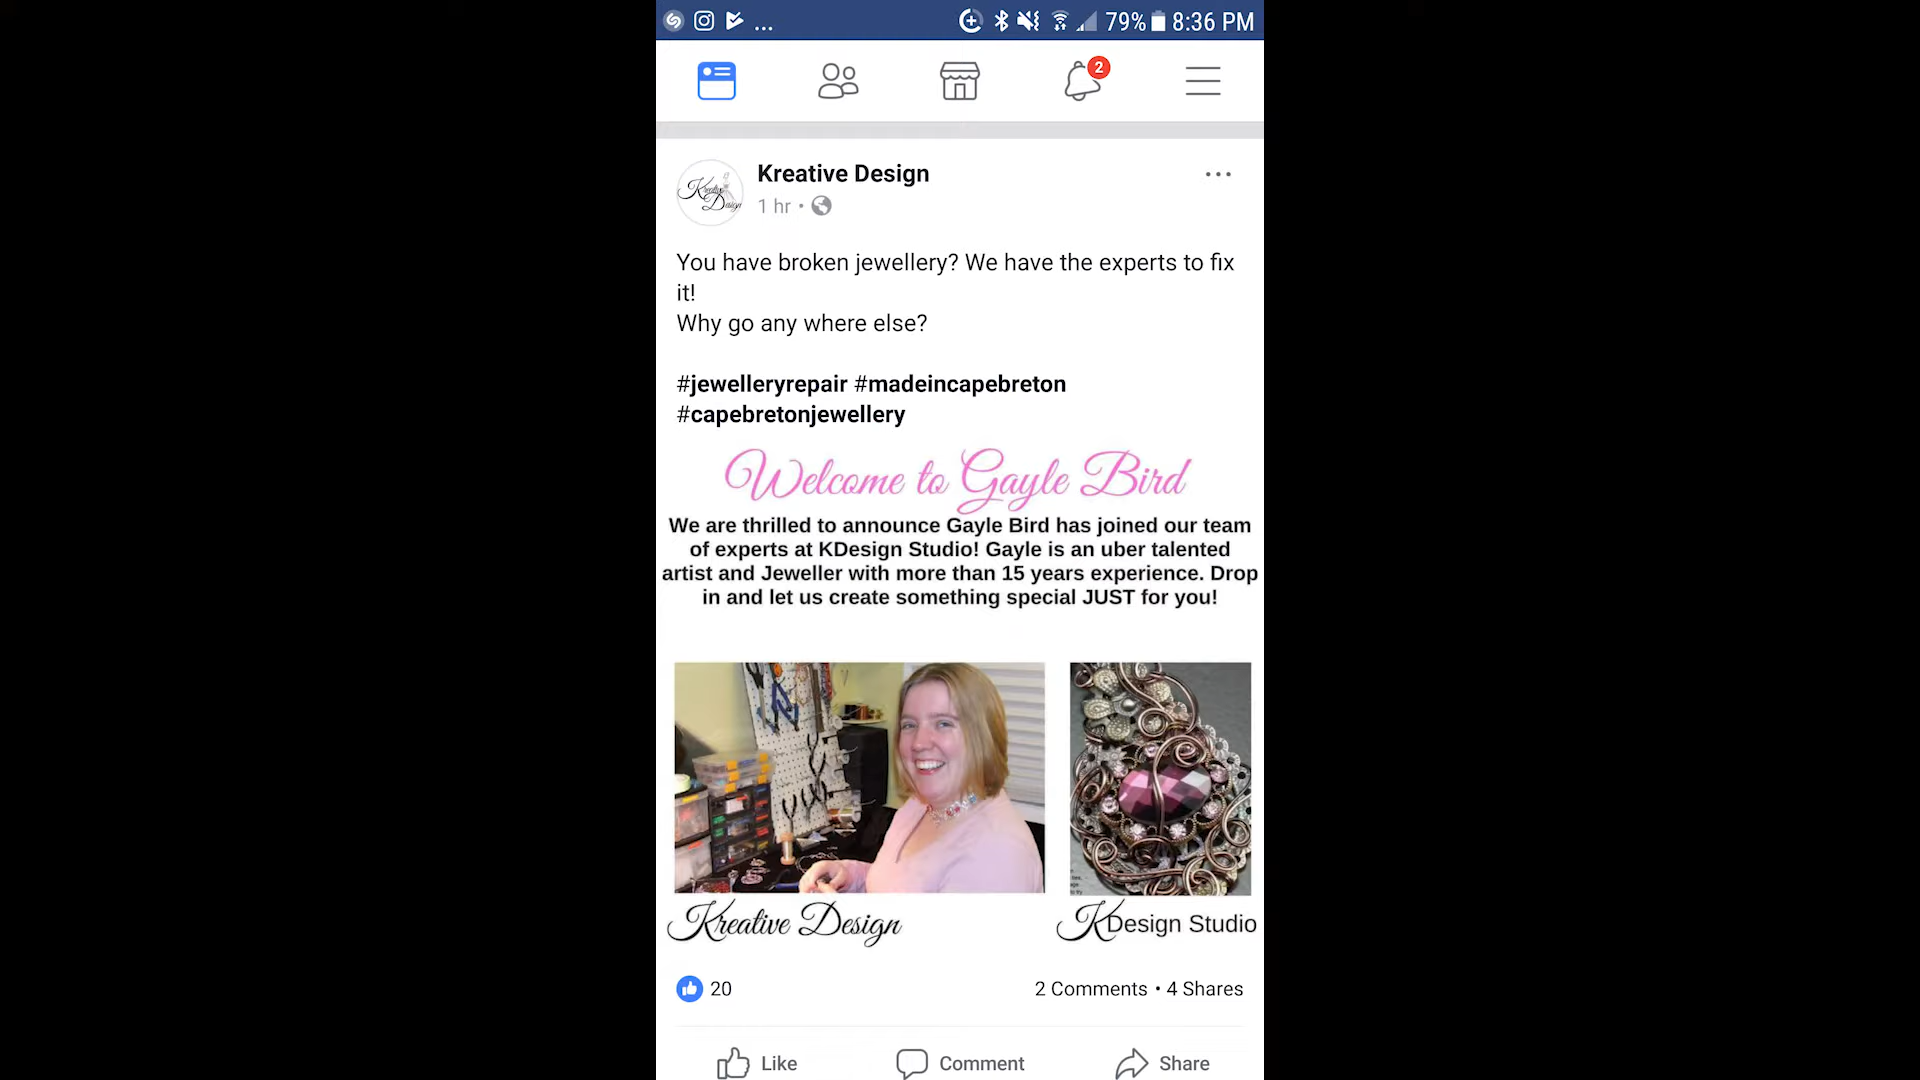 ... 79% 8:36 PM
2
Kreative Design
Kreative Design
1 hr •
You have broken jewellery? We have the experts to fix
it!
Why go any where else?
#jewelleryrepair #madeincapebreton
#capebretonjewellery
Welcome to Gayle Bird
We are thrilled to announce Gayle Bird has joined our team
of experts at KDesign Studio! Gayle is an uber talented
artist and Jeweller with more than 15 years experience. Drop
in and let us create something special JUST for you!
Kreative Design
KDesign Studio
20
2 Comments • 4 Shares
Like Comment Share